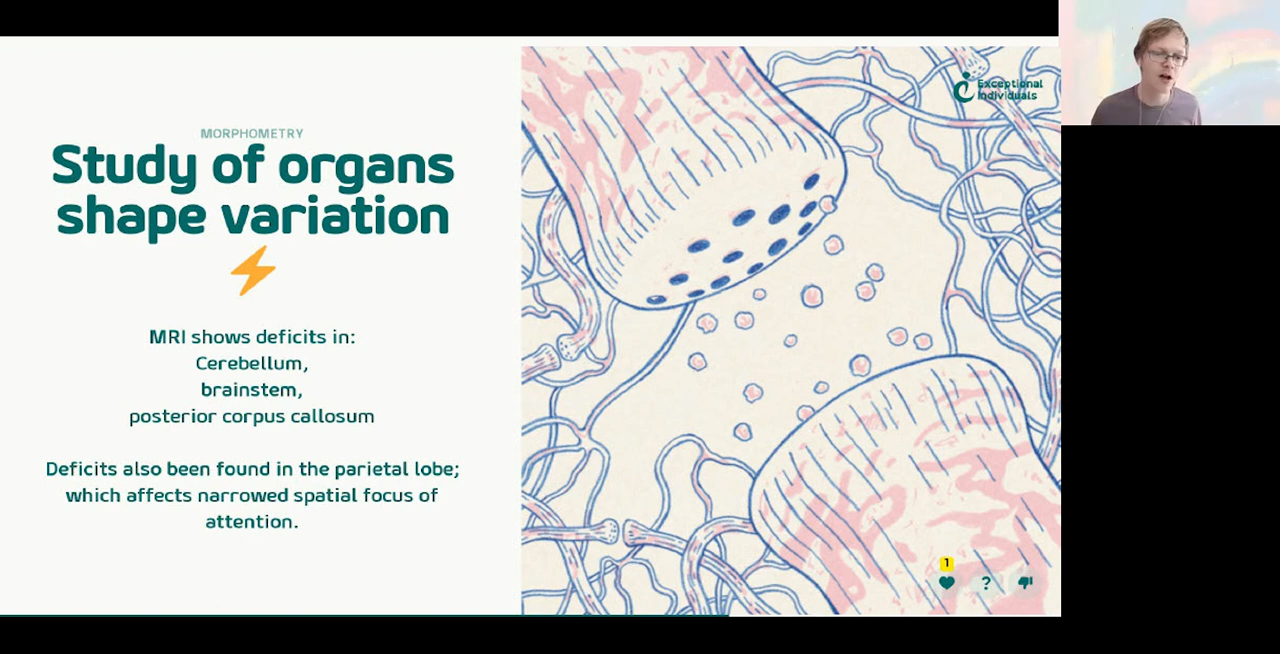 MORPHOMETRY
Study of organs
shape variation
MRI shows deficits in:
Cerebellum,
brainstem,
posterior corpus callosum
Deficits also been found in the parietal lobe;
which affects narrowed spatial focus of
attention.
Exceptional
Individuals
1
?